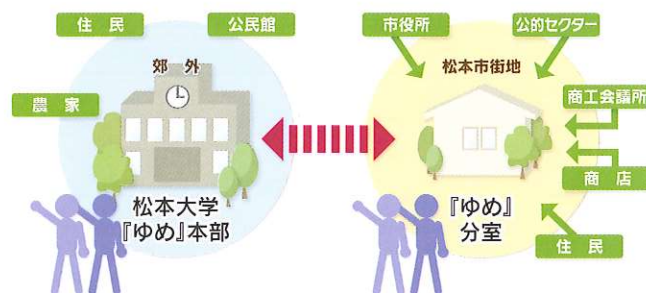 住民
公民館
農家
郊外
松本大学
『ゆめ』本部
市役所
公的セクター
松本市街地
商工会議所
商店
住民
『ゆめ』
分室